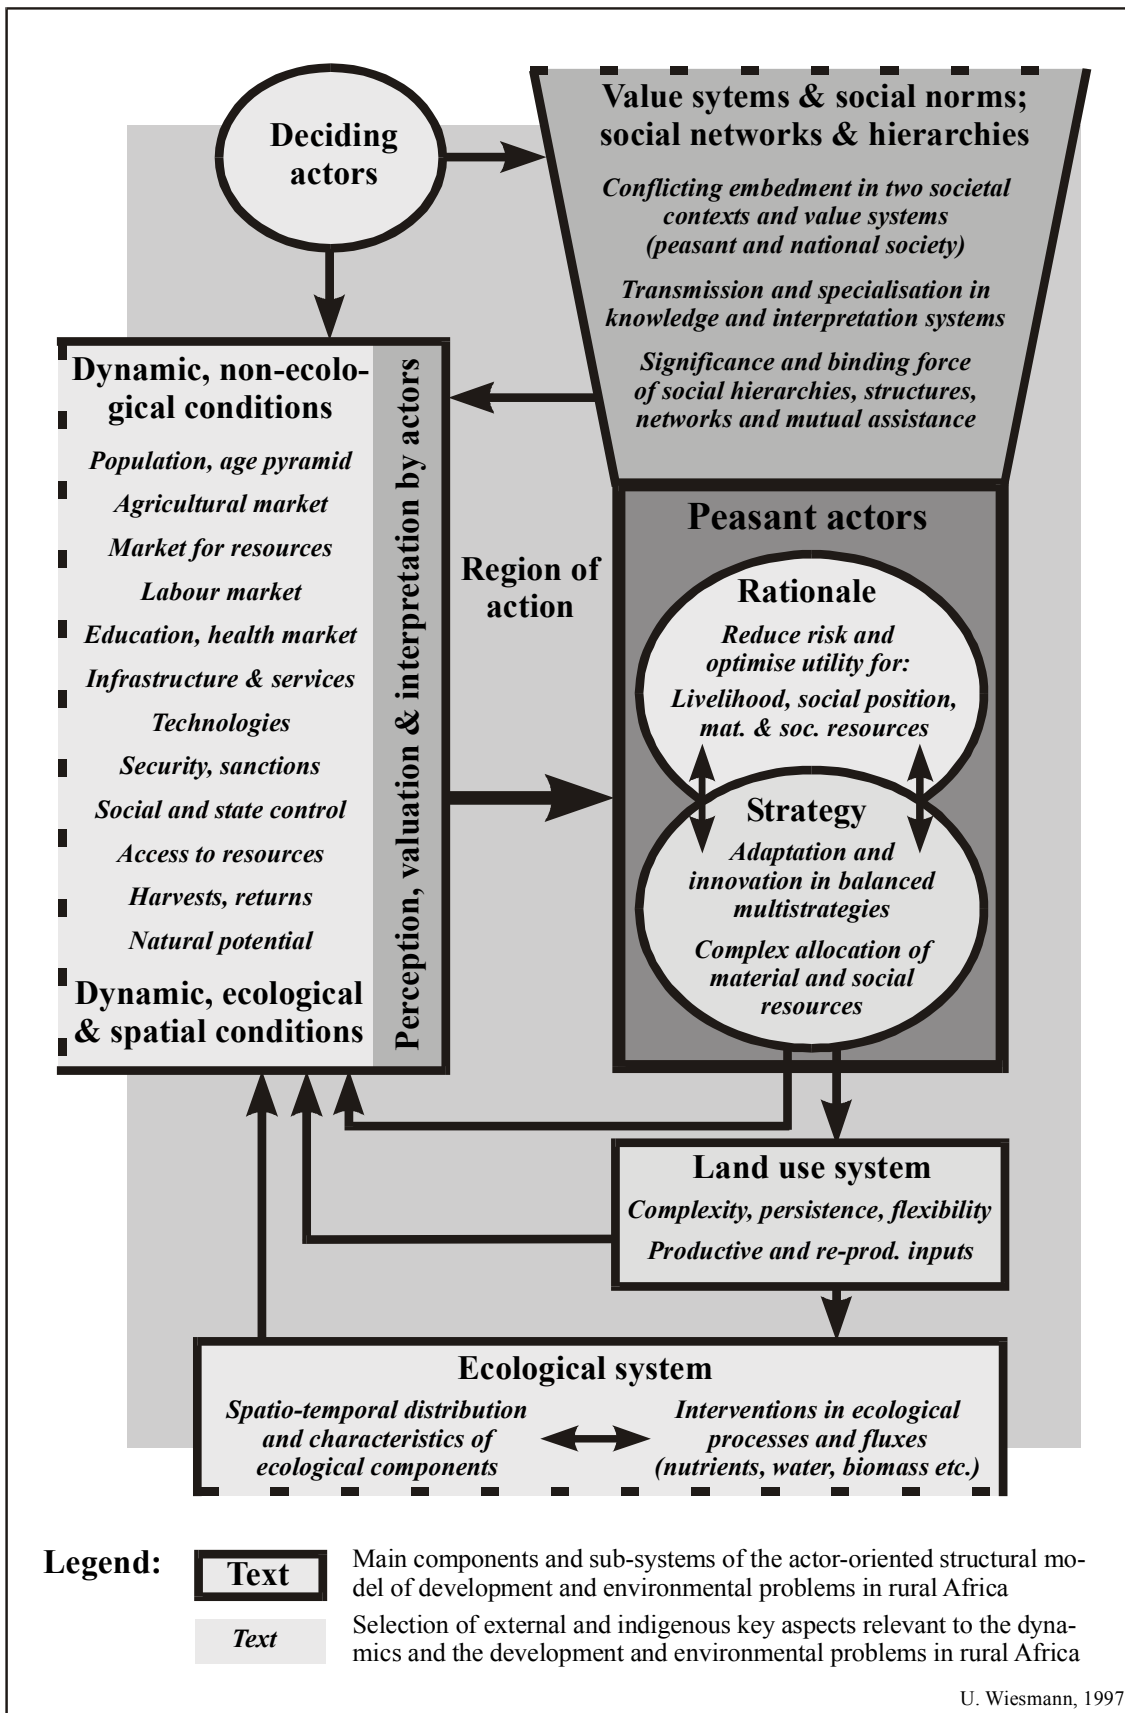 Deciding
actors
Value sytems & social norms;
social networks & hierarchies
Conflicting embedment in two societal
contexts and value systems
(peasant and national society)
Transmission and specialisation in
knowledge and interpretation systems
Significance and binding force
of social hierarchies, structures,
networks and mutual assistance
Dynamic, non-ecolo-
gical conditions
Population, age pyramid
Agricultural market
Market for resources
Labour market
Education, health market
Infrastructure & services
Technologies
Security, sanctions
Social and state control
Access to resources
Harvests, returns
Natural potential
Dynamic, ecological
& spatial conditions
Perception, valuation & interpretation by actors
Region of
action
Peasant actors
Rationale
Reduce risk and
optimise utility for:
Livelihood, social position,
mat. & soc. resources
Strategy
Adaptation and
innovation in balanced
multistrategies
Complex allocation of
material and social
resources
Land use system
Complexity, persistence, flexibility
Productive and re-prod. inputs
Ecological system
Spatio-temporal distribution
and characteristics of
ecological components
Interventions in ecological
processes and fluxes
(nutrients, water, biomass etc.)
Legend:
Text
Main components and sub-systems of the actor-oriented structural mo-
del of development and environmental problems in rural Africa
Text
Selection of external and indigenous key aspects relevant to the dyna-
mics and the development and environmental problems in rural Africa
U. Wiesmann, 1997